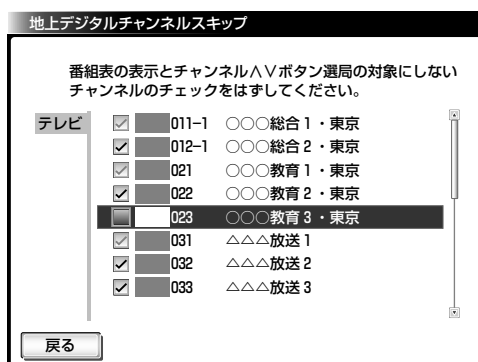 地上デジタルチャンネルスキップ
番組表の表示とチャンネル∧∨ボタン選局の対象にしない
チャンネルのチェックをはずしてください。
テレビ
011−1 ○○○総合1・東京
012−1 ○○○総合2・東京
021 ○○○教育1・東京
022 ○○○教育2・東京
023 ○○○教育3・東京
031 △△△放送1
032 △△△放送2
033 △△△放送3
戻る